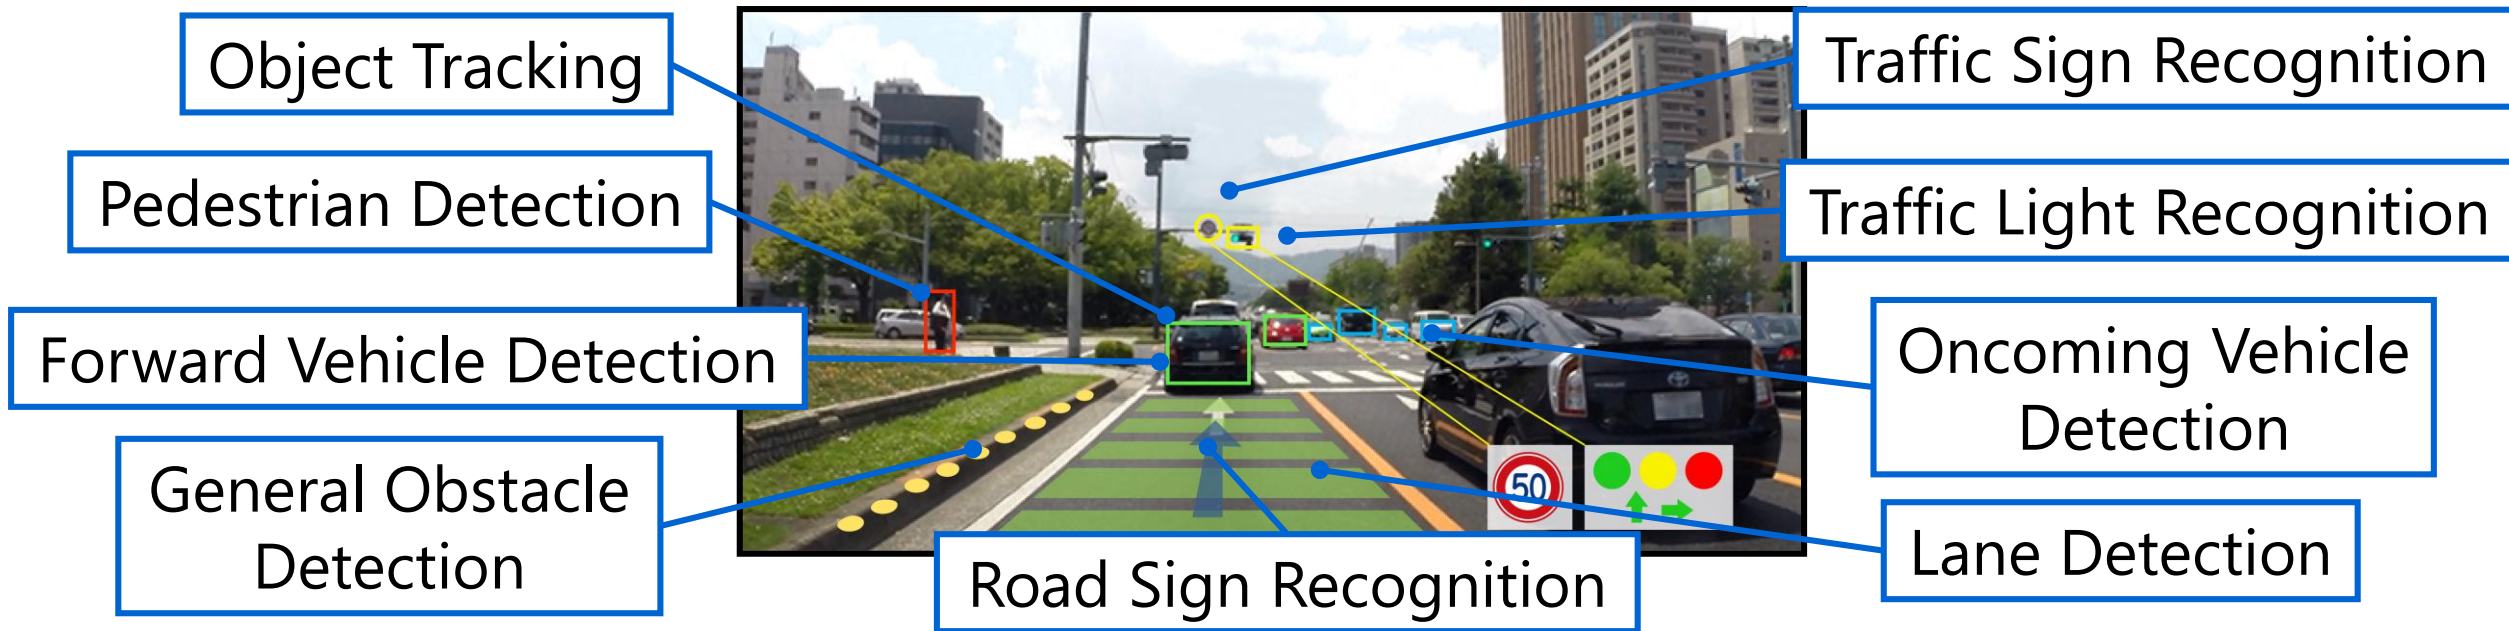 Object Tracking
Traffic Sign Recognition
Pedestrian Detection
Traffic Light Recognition
Forward Vehicle Detection
Oncoming Vehicle
Detection
General Obstacle
Detection
50
Lane Detection
Road Sign Recognition